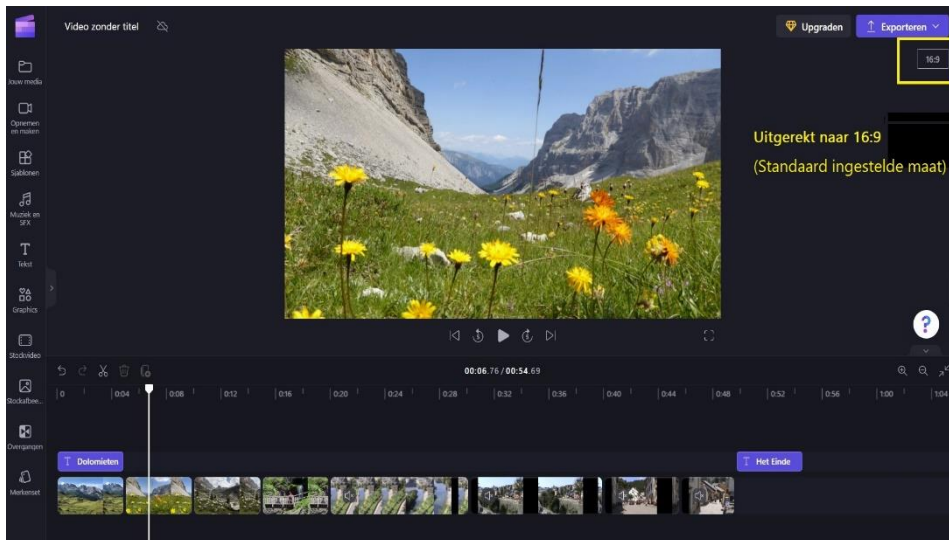 Video zonder titel
Upgraden
Exporteren
16:9
Jouw media
Opnemen
en maken
Sjablonen
Muziek en
SFX
Tekst
Graphics
Stockvideo
Stockafbee...
Overgangen
Merkenset
Uitgerekt naar 16:9
(Standaard ingestelde maat)
5 5
?
00:06.76 / 00:54.69
0 0:04 0:08 0:12 0:16 0:20 0:24 0:28 0:32 0:36 0:40 0:44 0:48 0:52 0:56 1:00 1:04
T Dolomieten
T Het Einde